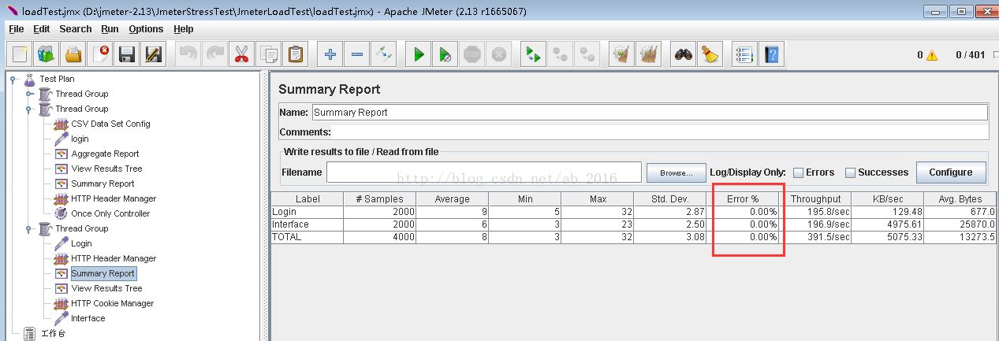 loadTest.jmx (D:\jmeter-2.13\JmeterStressTest\JmeterLoadTest\loadTest.jmx) - Apache JMeter (2.13 r1665067)
File Edit Search Run Options Help
0 0 / 401
Test Plan
Thread Group
Thread Group
CSV Data Set Config
login
Aggregate Report
View Results Tree
Summary Report
HTTP Header Manager
Once Only Controller
Thread Group
Login
HTTP Header Manager
Summary Report
View Results Tree
HTTP Cookie Manager
Interface
工作台
Summary Report
Name: Summary Report
Comments:
Write results to file / Read from file
Filename Browse... Log/Display Only: Errors Successes Configure
http://blog.csdn.net/ab_2016
Label # Samples Average Min Max Std. Dev. Error % Throughput KB/sec Avg. Bytes
Login 2000 9 5 32 2.87 0.00% 195.8/sec 129.48 677.0
Interface 2000 6 3 23 2.50 0.00% 196.9/sec 4975.61 25870.0
TOTAL 4000 8 3 32 3.08 0.00% 391.5/sec 5075.33 13273.5